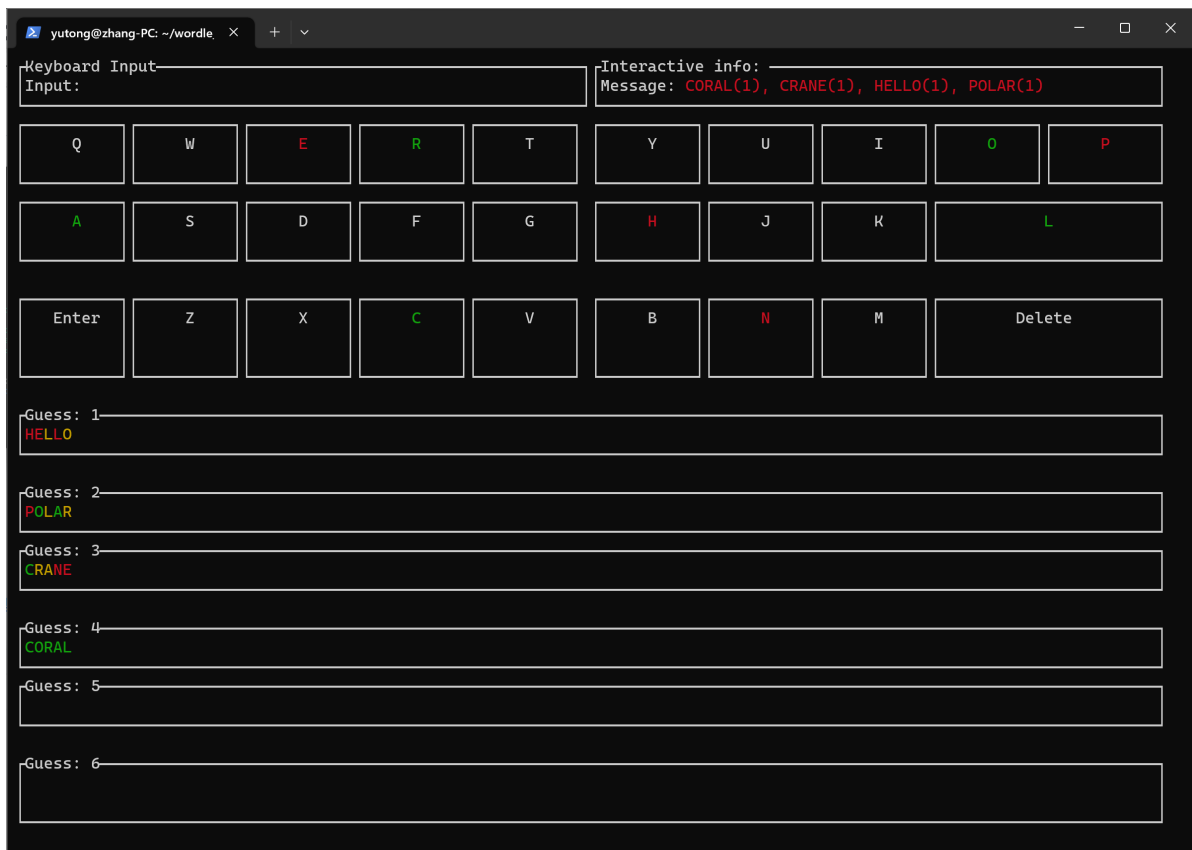 yutong@zhang-PC: ~/wordle_
Keyboard Input
Input:
Interactive info:
Message: CORAL(1), CRANE(1), HELLO(1), POLAR(1)
Q W E R T Y U I O P
A S D F G H J K L
Enter Z X C V B N M Delete
Guess: 1
HELLO
Guess: 2
POLAR
Guess: 3
CRANE
Guess: 4
CORAL
Guess: 5
Guess: 6